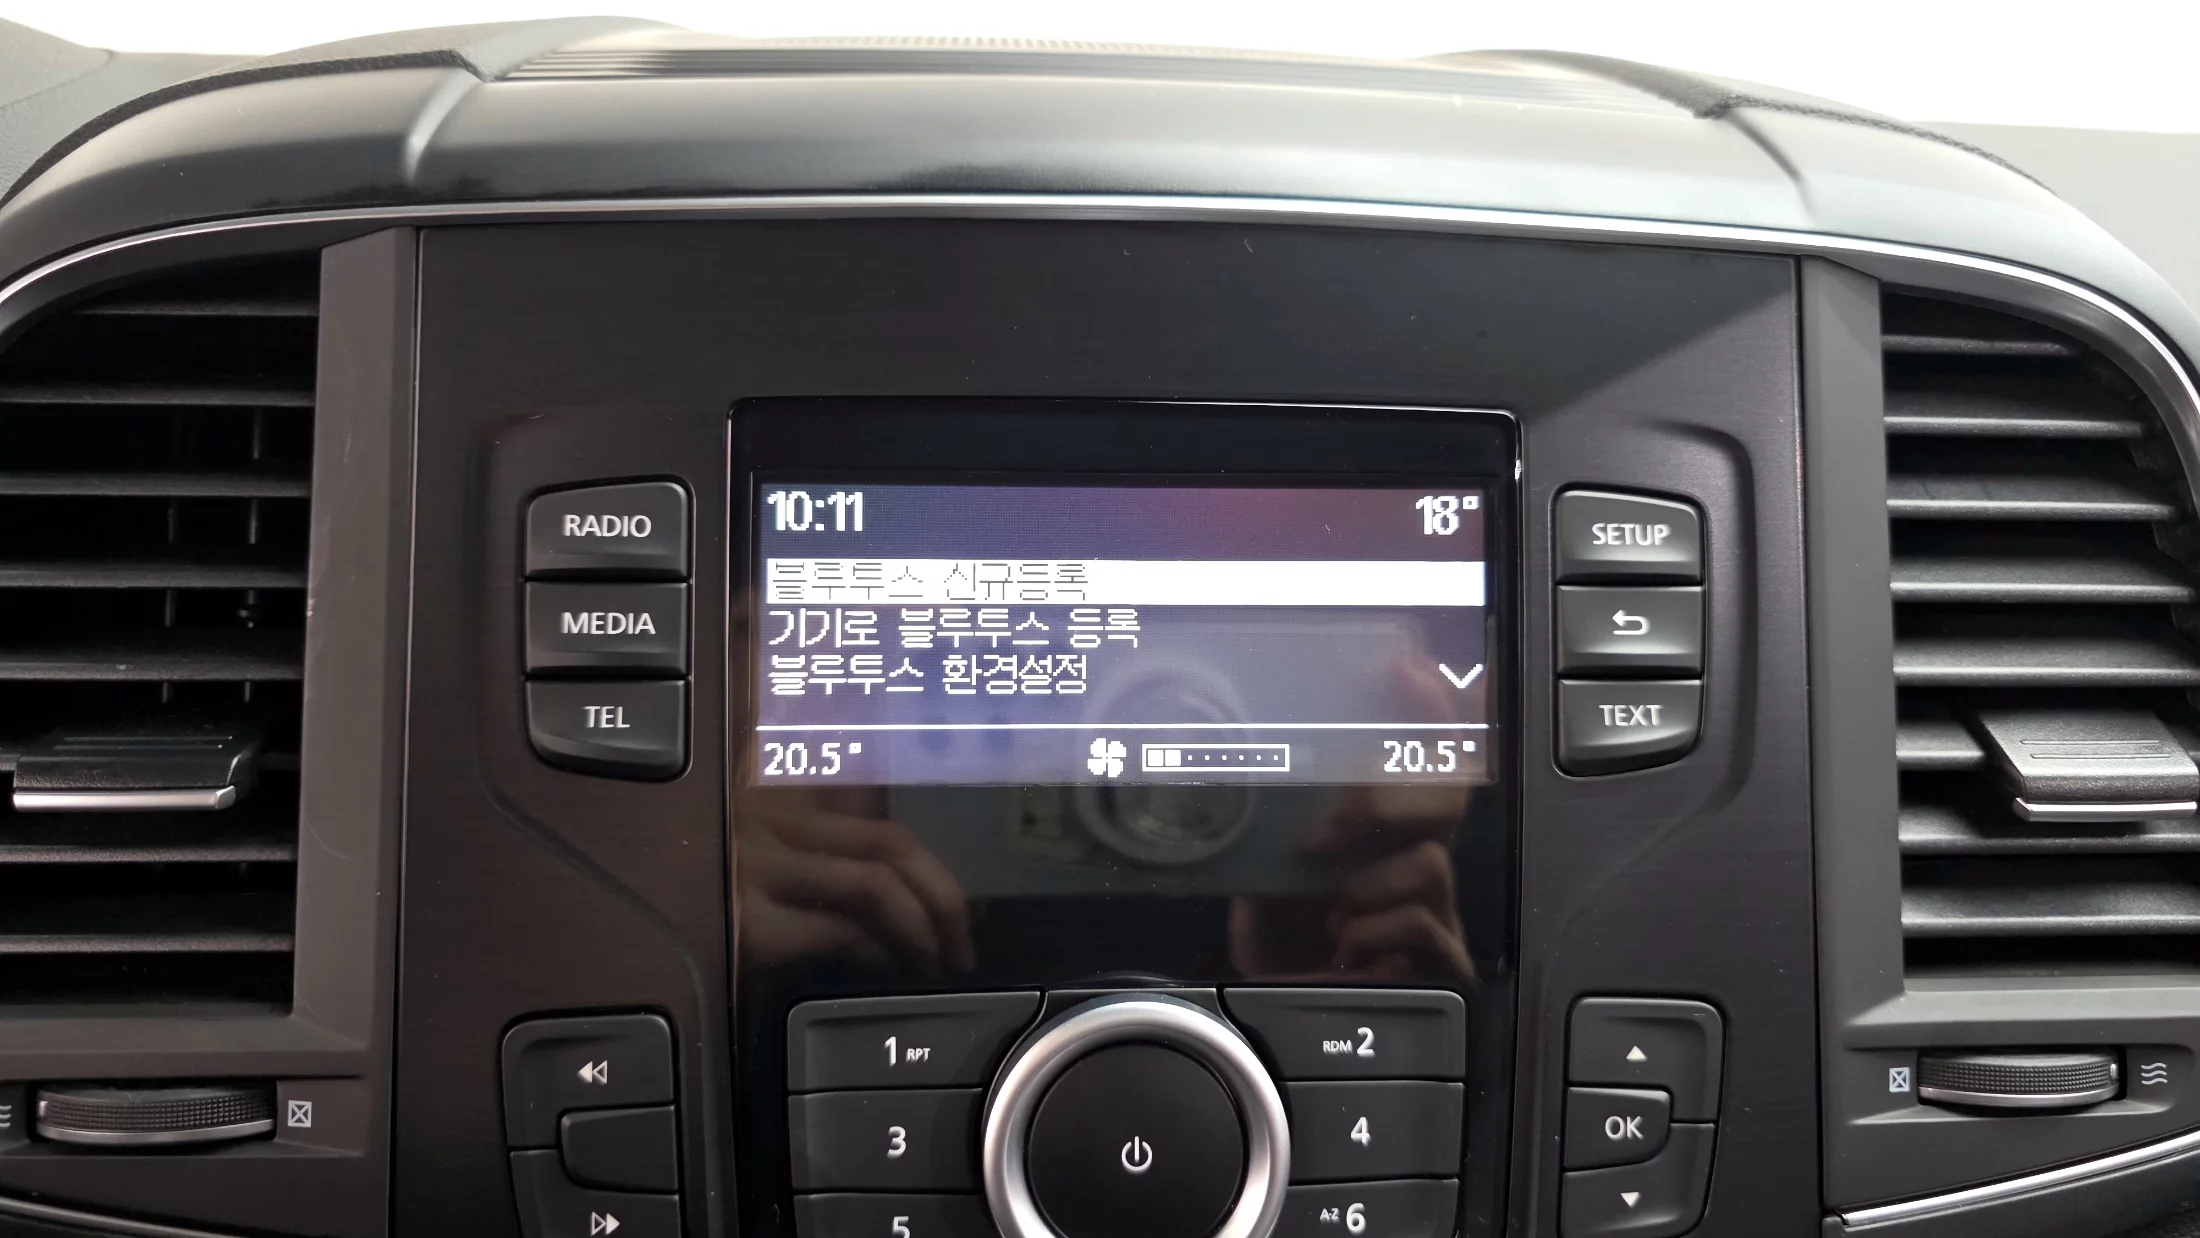 10:11 18°
블루투스 신규등록
기기로 블루투스 등록
블루투스 환경설정
20.5° 20.5°
RADIO
MEDIA
TEL
SETUP
TEXT
1 RPT
RDM 2
3
4
5
A-Z 6
OK